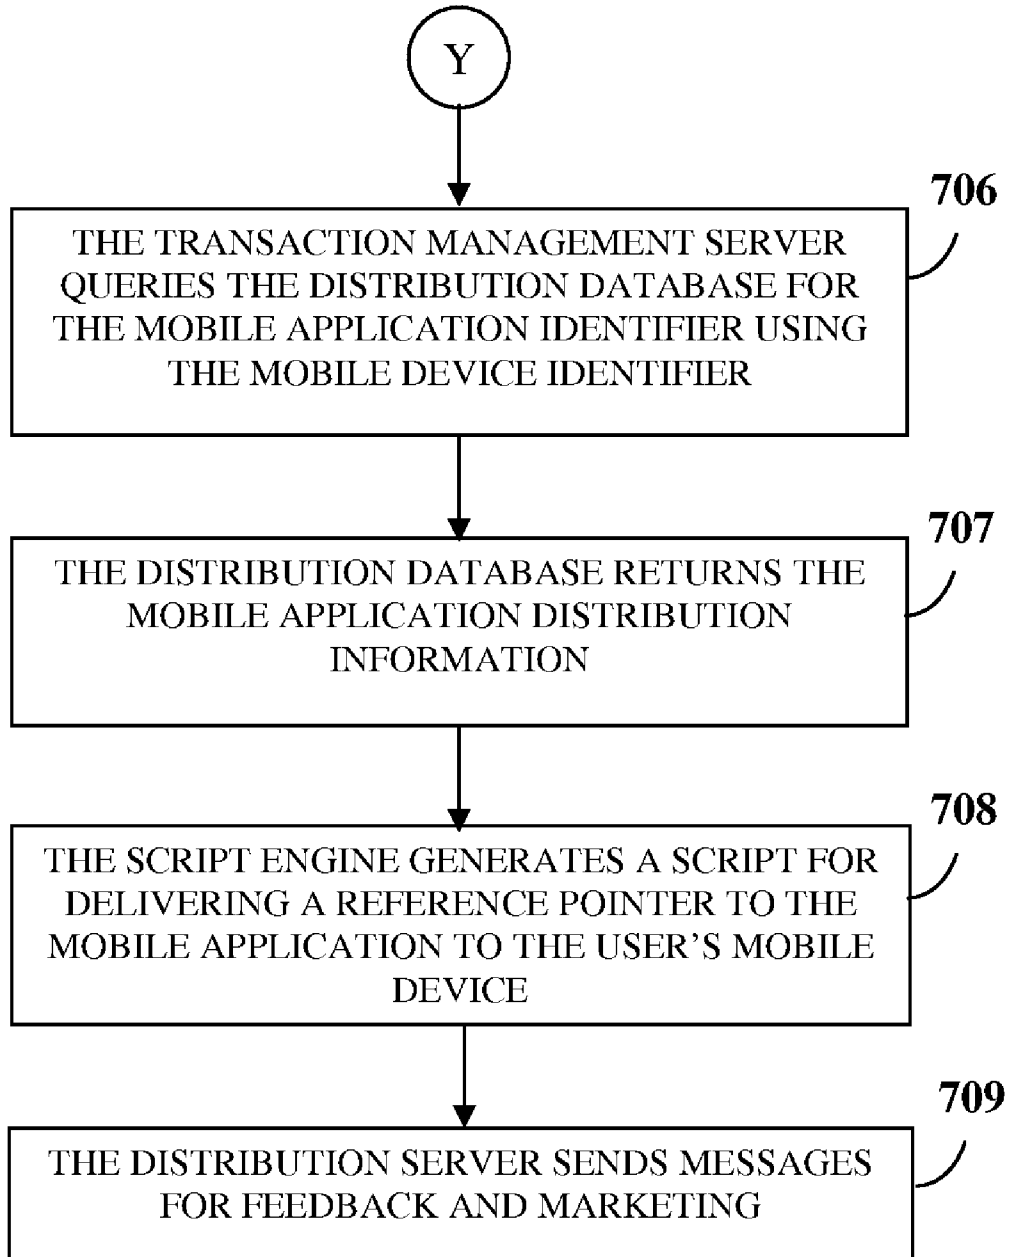 Y
706
THE TRANSACTION MANAGEMENT SERVER
QUERIES THE DISTRIBUTION DATABASE FOR
THE MOBILE APPLICATION IDENTIFIER USING
THE MOBILE DEVICE IDENTIFIER
707
THE DISTRIBUTION DATABASE RETURNS THE
MOBILE APPLICATION DISTRIBUTION
INFORMATION
708
THE SCRIPT ENGINE GENERATES A SCRIPT FOR
DELIVERING A REFERENCE POINTER TO THE
MOBILE APPLICATION TO THE USER’S MOBILE
DEVICE
709
THE DISTRIBUTION SERVER SENDS MESSAGES
FOR FEEDBACK AND MARKETING